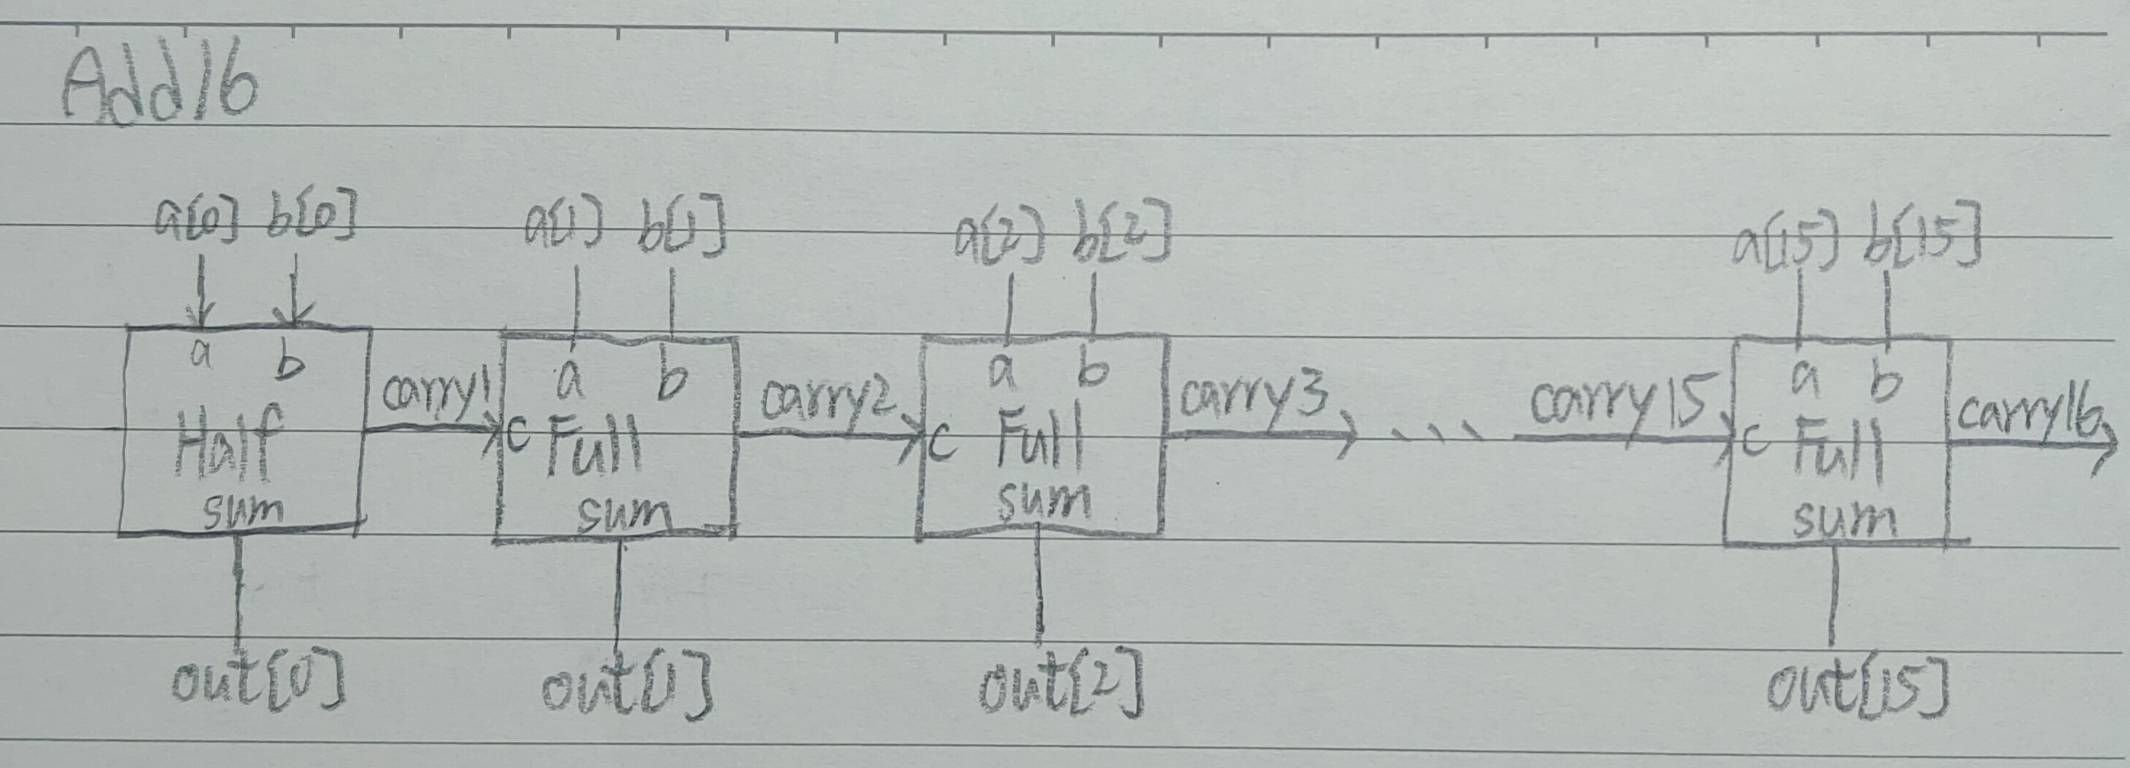 Add16
a[0] b[0] a[1] b[1] a[2] b[2] a[15] b[15]
a b a b a b a b
carry1 carry2 carry3 ... carry15 carry16
Half c Full c Full c Full
sum sum sum sum
out[0] out[1] out[2] out[15]